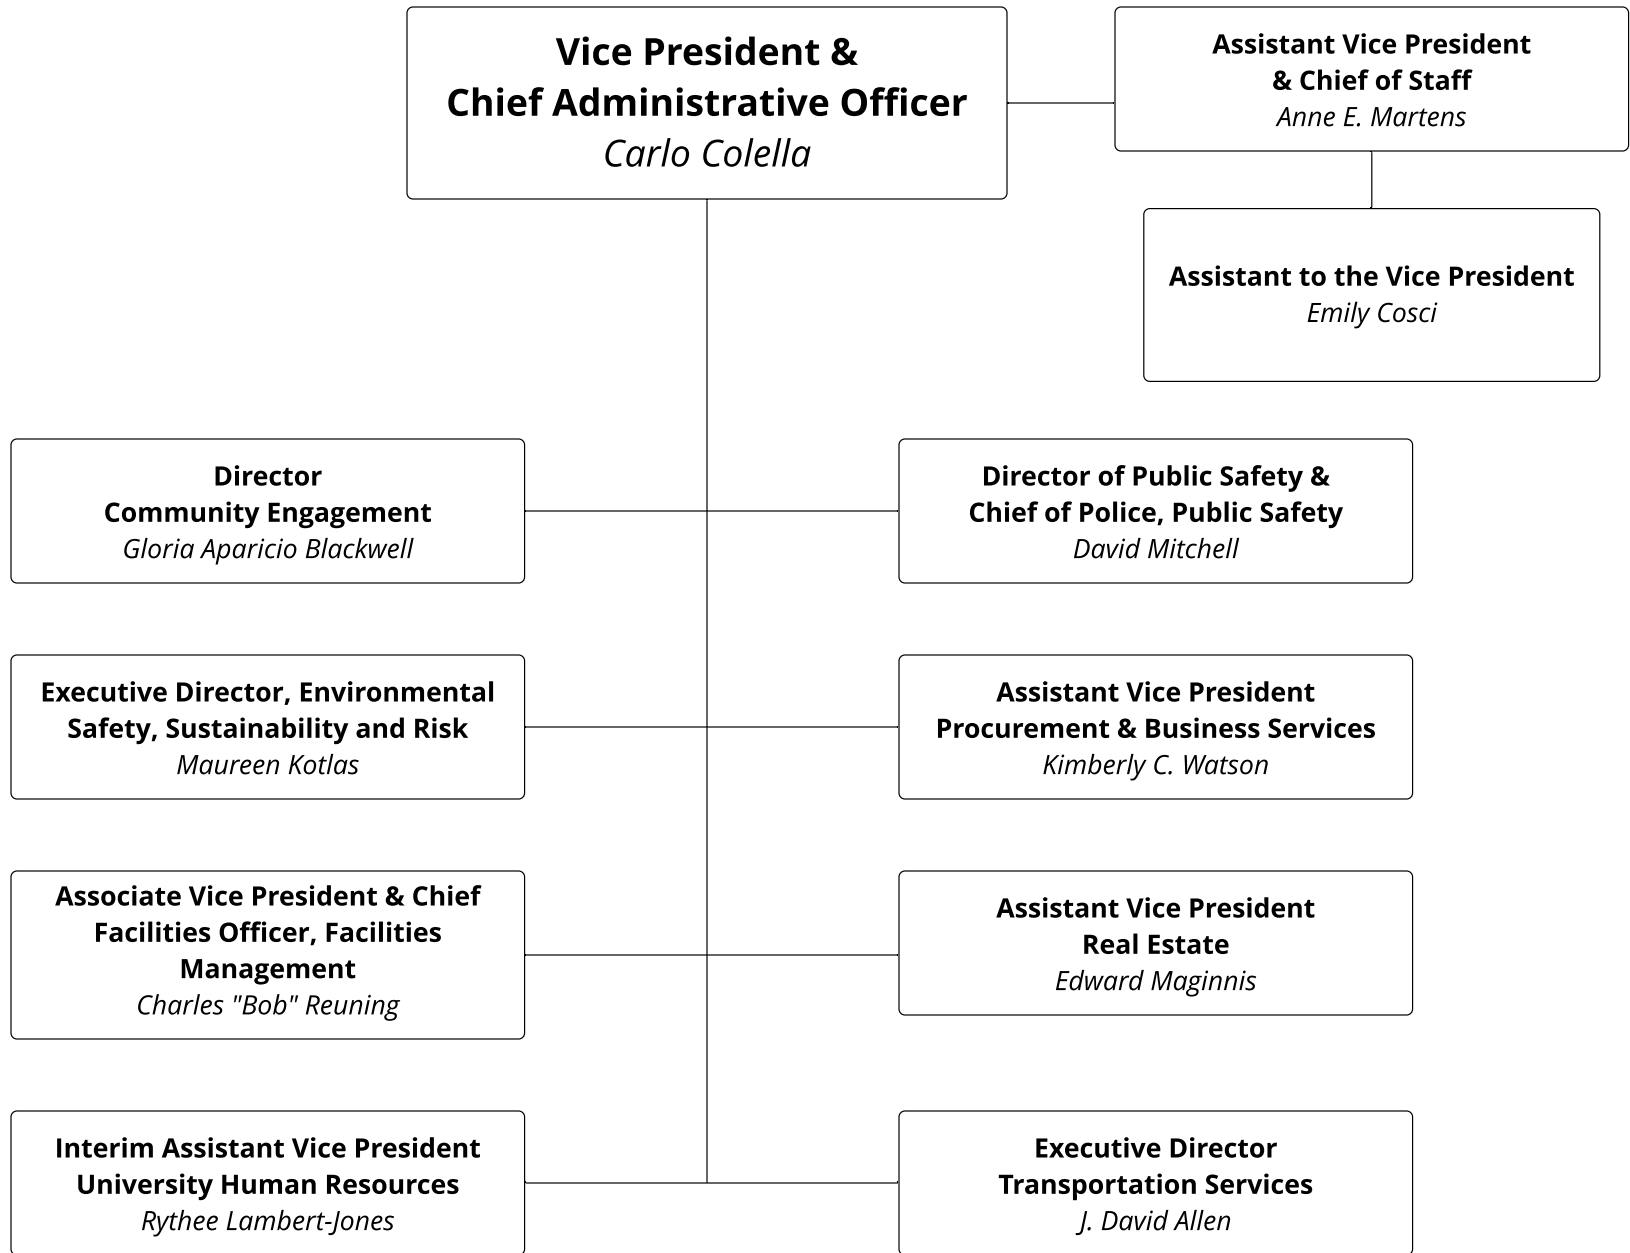 Vice President &
Chief Administrative Officer
Carlo Colella
Assistant Vice President
& Chief of Staff
Anne E. Martens
Assistant to the Vice President
Emily Cosci
Director
Community Engagement
Gloria Aparicio Blackwell
Director of Public Safety &
Chief of Police, Public Safety
David Mitchell
Executive Director, Environmental
Safety, Sustainability and Risk
Maureen Kotlas
Assistant Vice President
Procurement & Business Services
Kimberly C. Watson
Associate Vice President & Chief
Facilities Officer, Facilities
Management
Charles "Bob" Reuning
Assistant Vice President
Real Estate
Edward Maginnis
Interim Assistant Vice President
University Human Resources
Rythee Lambert-Jones
Executive Director
Transportation Services
J. David Allen